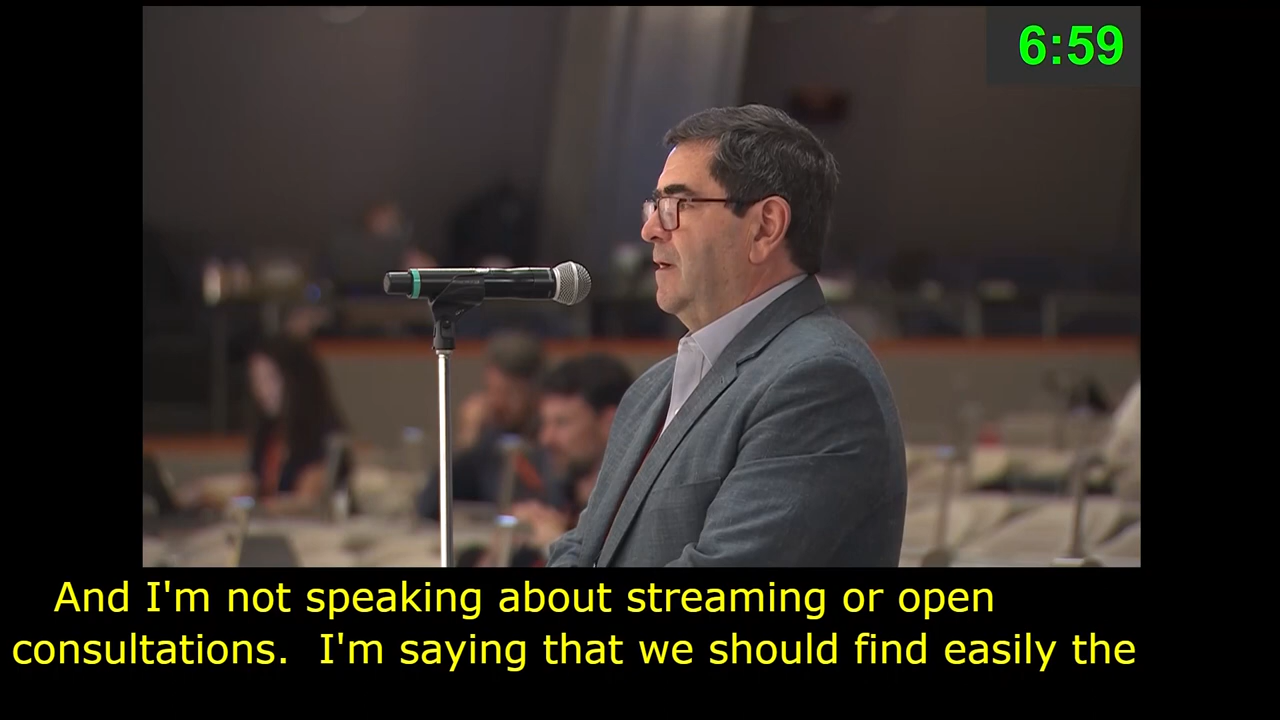 6:59
And I'm not speaking about streaming or open
consultations.  I'm saying that we should find easily the